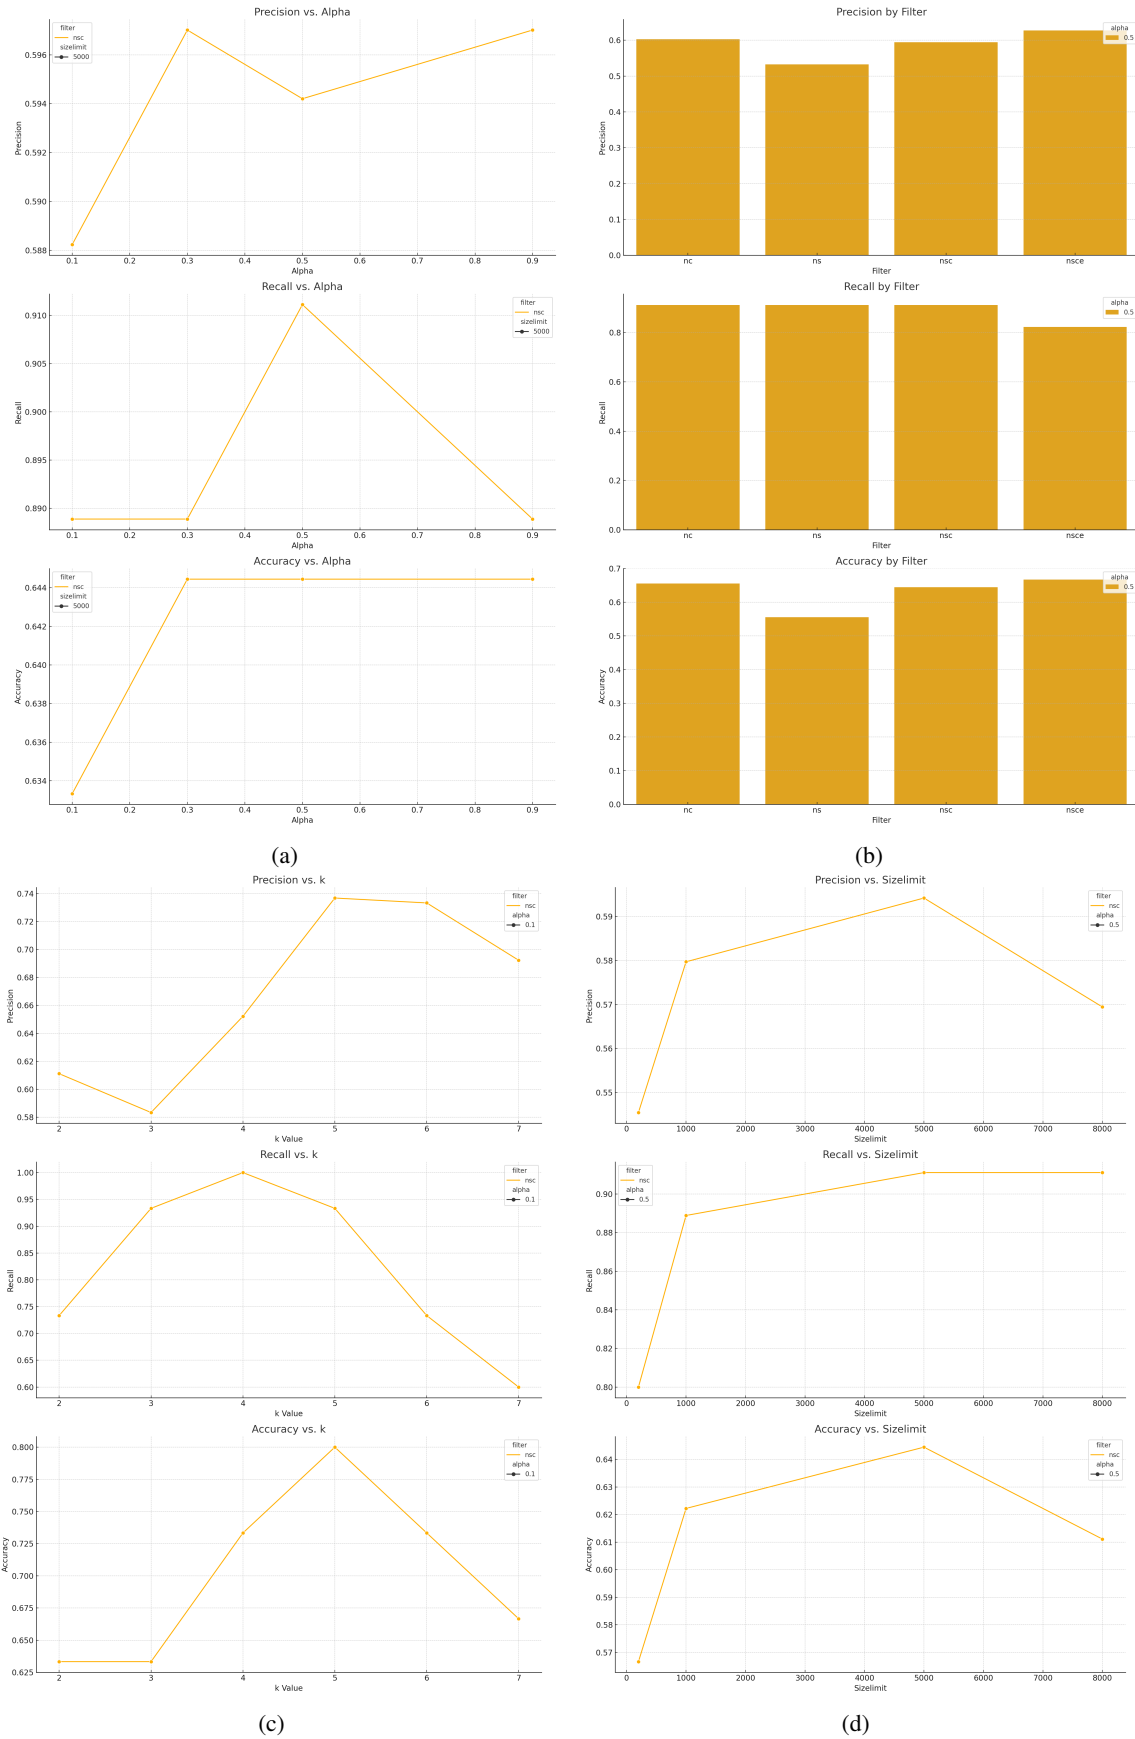 Precision vs. Alpha
filter
nsc
sizelimit
5000
0.596
0.594
0.592
0.590
0.588
Precision
0.1 0.2 0.3 0.4 0.5 0.6 0.7 0.8 0.9
Alpha
Recall vs. Alpha
filter
nsc
sizelimit
5000
0.910
0.905
0.900
0.895
0.890
Recall
0.1 0.2 0.3 0.4 0.5 0.6 0.7 0.8 0.9
Alpha
Accuracy vs. Alpha
filter
nsc
sizelimit
5000
0.644
0.642
0.640
0.638
0.636
0.634
Accuracy
0.1 0.2 0.3 0.4 0.5 0.6 0.7 0.8 0.9
Alpha
(a)
Precision by Filter
alpha
0.5
0.6
0.5
0.4
0.3
0.2
0.1
0.0
Precision
nc ns nsc nsce
Filter
Recall by Filter
alpha
0.5
0.8
0.6
0.4
0.2
0.0
Recall
nc ns nsc nsce
Filter
Accuracy by Filter
alpha
0.5
0.7
0.6
0.5
0.4
0.3
0.2
0.1
0.0
Accuracy
nc ns nsc nsce
Filter
(b)
Precision vs. k
filter
nsc
alpha
0.1
0.74
0.72
0.70
0.68
0.66
0.64
0.62
0.60
0.58
Precision
2 3 4 5 6 7
k Value
Recall vs. k
filter
nsc
alpha
0.1
1.00
0.95
0.90
0.85
0.80
0.75
0.70
0.65
0.60
Recall
2 3 4 5 6 7
k Value
Accuracy vs. k
filter
nsc
alpha
0.1
0.800
0.775
0.750
0.725
0.700
0.675
0.650
0.625
Accuracy
2 3 4 5 6 7
k Value
(c)
Precision vs. Sizelimit
filter
nsc
alpha
0.5
0.59
0.58
0.57
0.56
0.55
Precision
0 1000 2000 3000 4000 5000 6000 7000 8000
Sizelimit
Recall vs. Sizelimit
filter
nsc
alpha
0.5
0.90
0.88
0.86
0.84
0.82
0.80
Recall
0 1000 2000 3000 4000 5000 6000 7000 8000
Sizelimit
Accuracy vs. Sizelimit
filter
nsc
alpha
0.5
0.64
0.63
0.62
0.61
0.60
0.59
0.58
0.57
Accuracy
0 1000 2000 3000 4000 5000 6000 7000 8000
Sizelimit
(d)